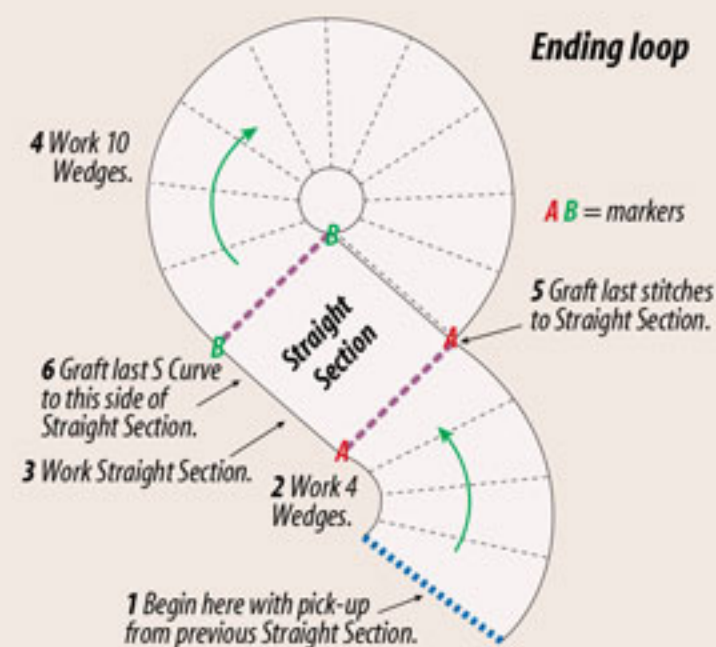 Ending loop
4 Work 10
Wedges.
A B = markers
B
5 Graft last stitches
to Straight Section.
A
Straight
Section
B
6 Graft last S Curve
to this side of
Straight Section.
A
3 Work Straight Section.
2 Work 4
Wedges.
1 Begin here with pick-up
from previous Straight Section.